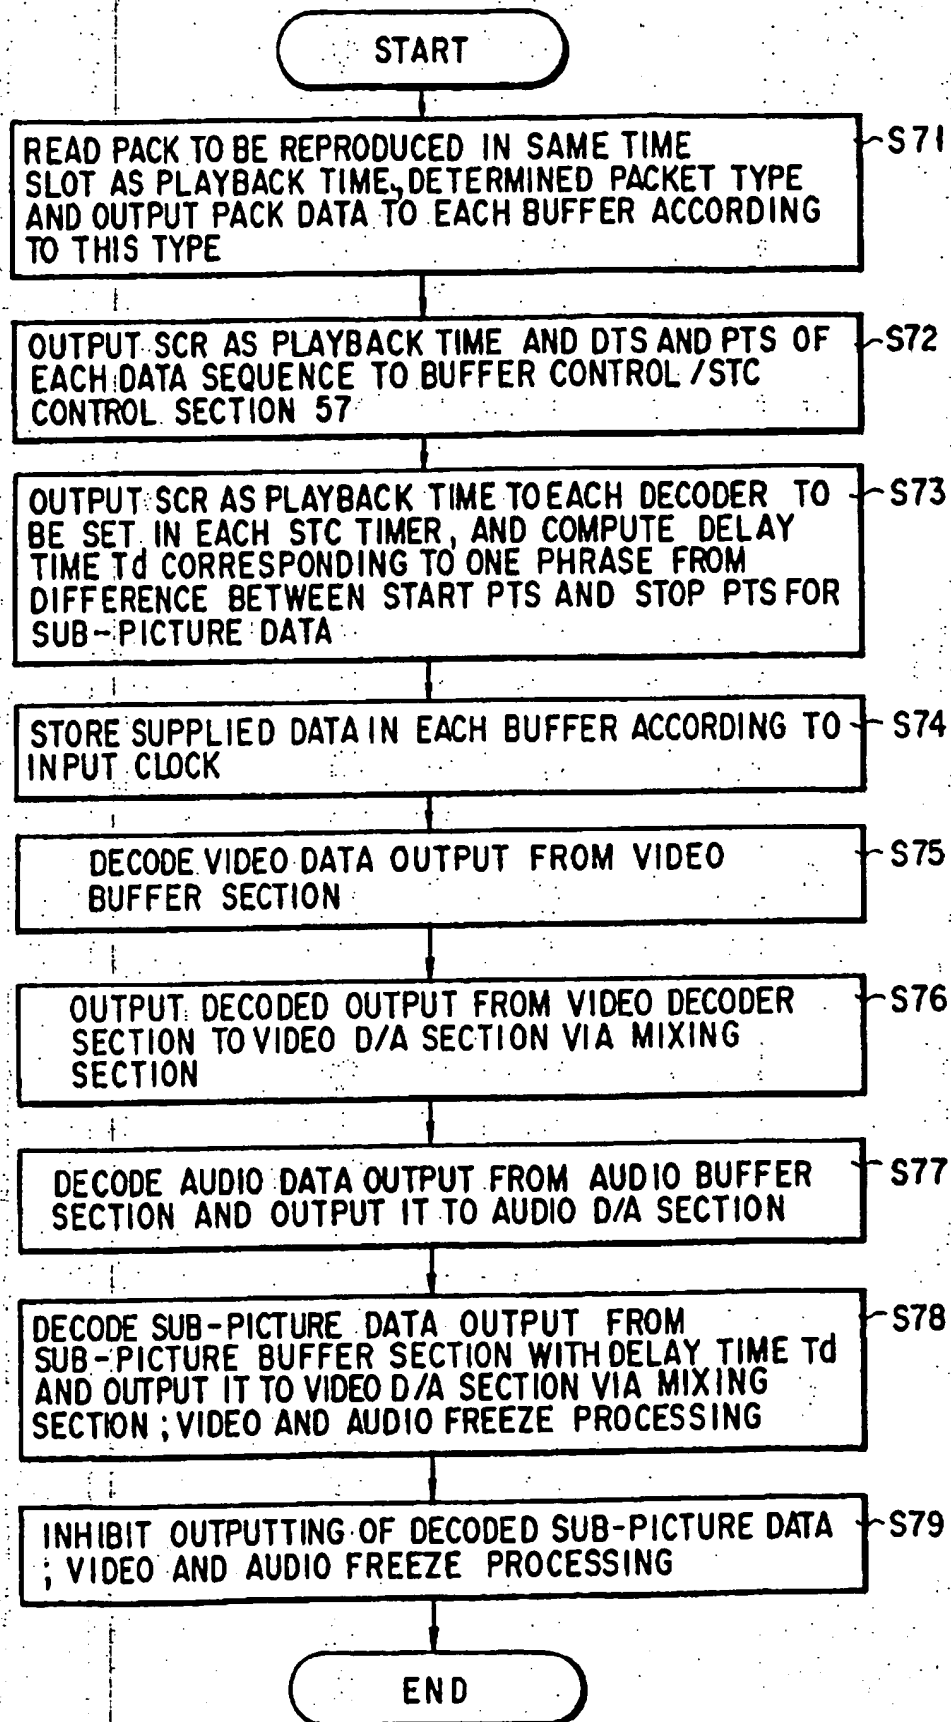 START
READ PACK TO BE REPRODUCED IN SAME TIME
SLOT AS PLAYBACK TIME, DETERMINED PACKET TYPE
AND OUTPUT PACK DATA TO EACH BUFFER ACCORDING
TO THIS TYPE
S71
OUTPUT SCR AS PLAYBACK TIME AND DTS AND PTS OF
EACH DATA SEQUENCE TO BUFFER CONTROL/STC
CONTROL SECTION 57
S72
OUTPUT SCR AS PLAYBACK TIME TO EACH DECODER TO
BE SET IN EACH STC TIMER, AND COMPUTE DELAY
TIME Td CORRESPONDING TO ONE PHRASE FROM
DIFFERENCE BETWEEN START PTS AND STOP PTS FOR
SUB-PICTURE DATA
S73
STORE SUPPLIED DATA IN EACH BUFFER ACCORDING TO
INPUT CLOCK
S74
DECODE VIDEO DATA OUTPUT FROM VIDEO
BUFFER SECTION
S75
OUTPUT DECODED OUTPUT FROM VIDEO DECODER
SECTION TO VIDEO D/A SECTION VIA MIXING
SECTION
S76
DECODE AUDIO DATA OUTPUT FROM AUDIO BUFFER
SECTION AND OUTPUT IT TO AUDIO D/A SECTION
S77
DECODE SUB-PICTURE DATA OUTPUT FROM
SUB-PICTURE BUFFER SECTION WITH DELAY TIME Td
AND OUTPUT IT TO VIDEO D/A SECTION VIA MIXING
SECTION ; VIDEO AND AUDIO FREEZE PROCESSING
S78
INHIBIT OUTPUTTING OF DECODED SUB-PICTURE DATA
; VIDEO AND AUDIO FREEZE PROCESSING
S79
END